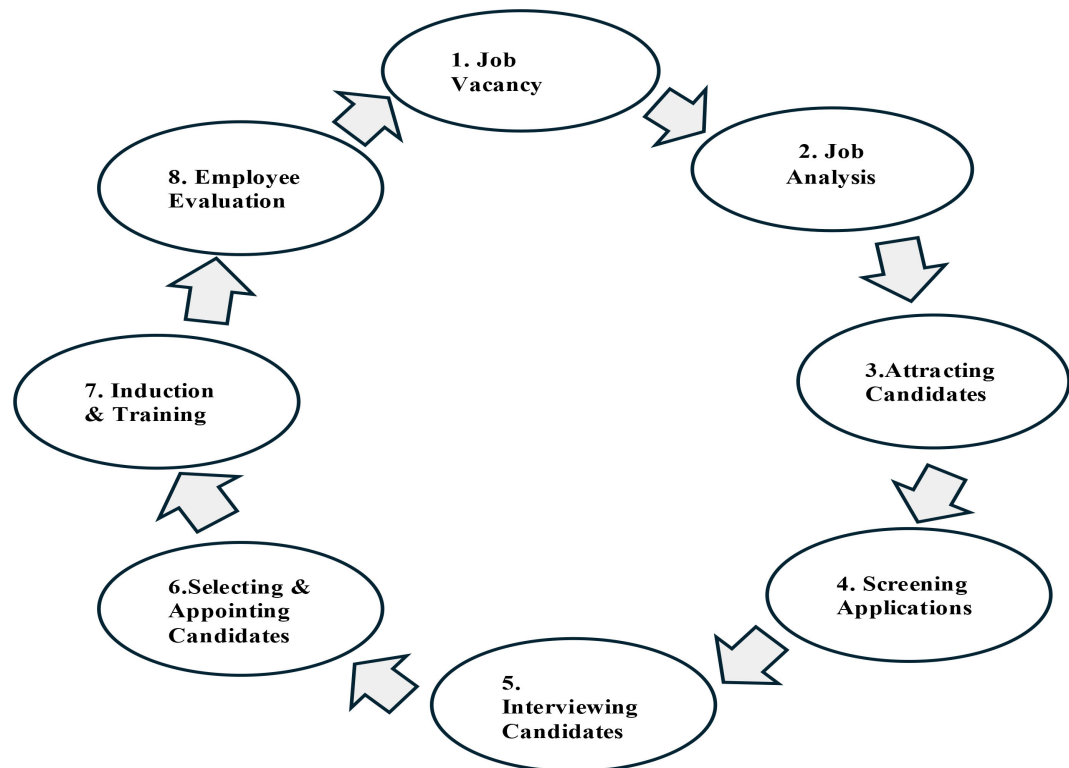 1. Job
Vacancy
2. Job
Analysis
3.Attracting
Candidates
4. Screening
Applications
5.
Interviewing
Candidates
6.Selecting &
Appointing
Candidates
7. Induction
& Training
8. Employee
Evaluation